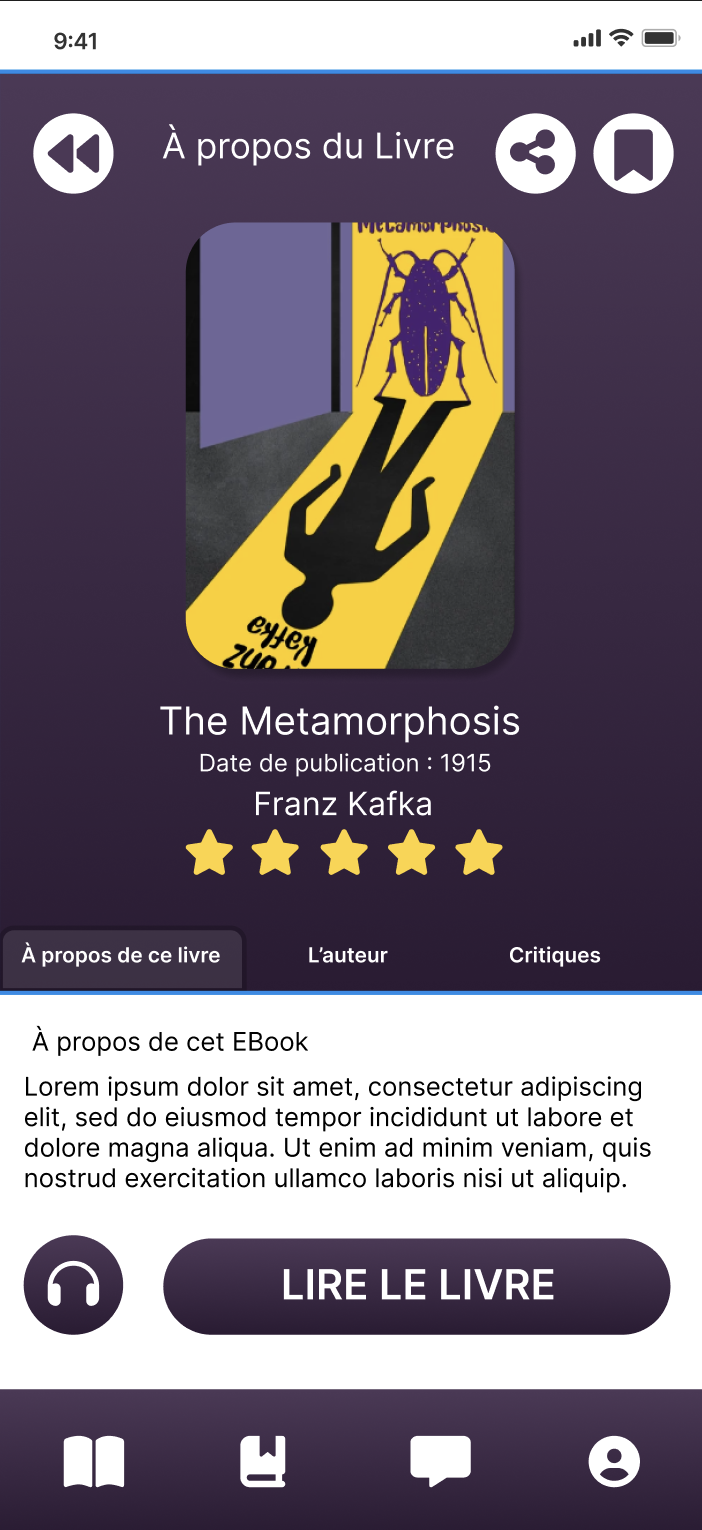 9:41
À propos du Livre
Metamorphosis
Kafka
The Metamorphosis
Date de publication : 1915
Franz Kafka
À propos de ce livre
L’auteur
Critiques
À propos de cet EBook
Lorem ipsum dolor sit amet, consectetur adipiscing
elit, sed do eiusmod tempor incididunt ut labore et
dolore magna aliqua. Ut enim ad minim veniam, quis
nostrud exercitation ullamco laboris nisi ut aliquip.
LIRE LE LIVRE